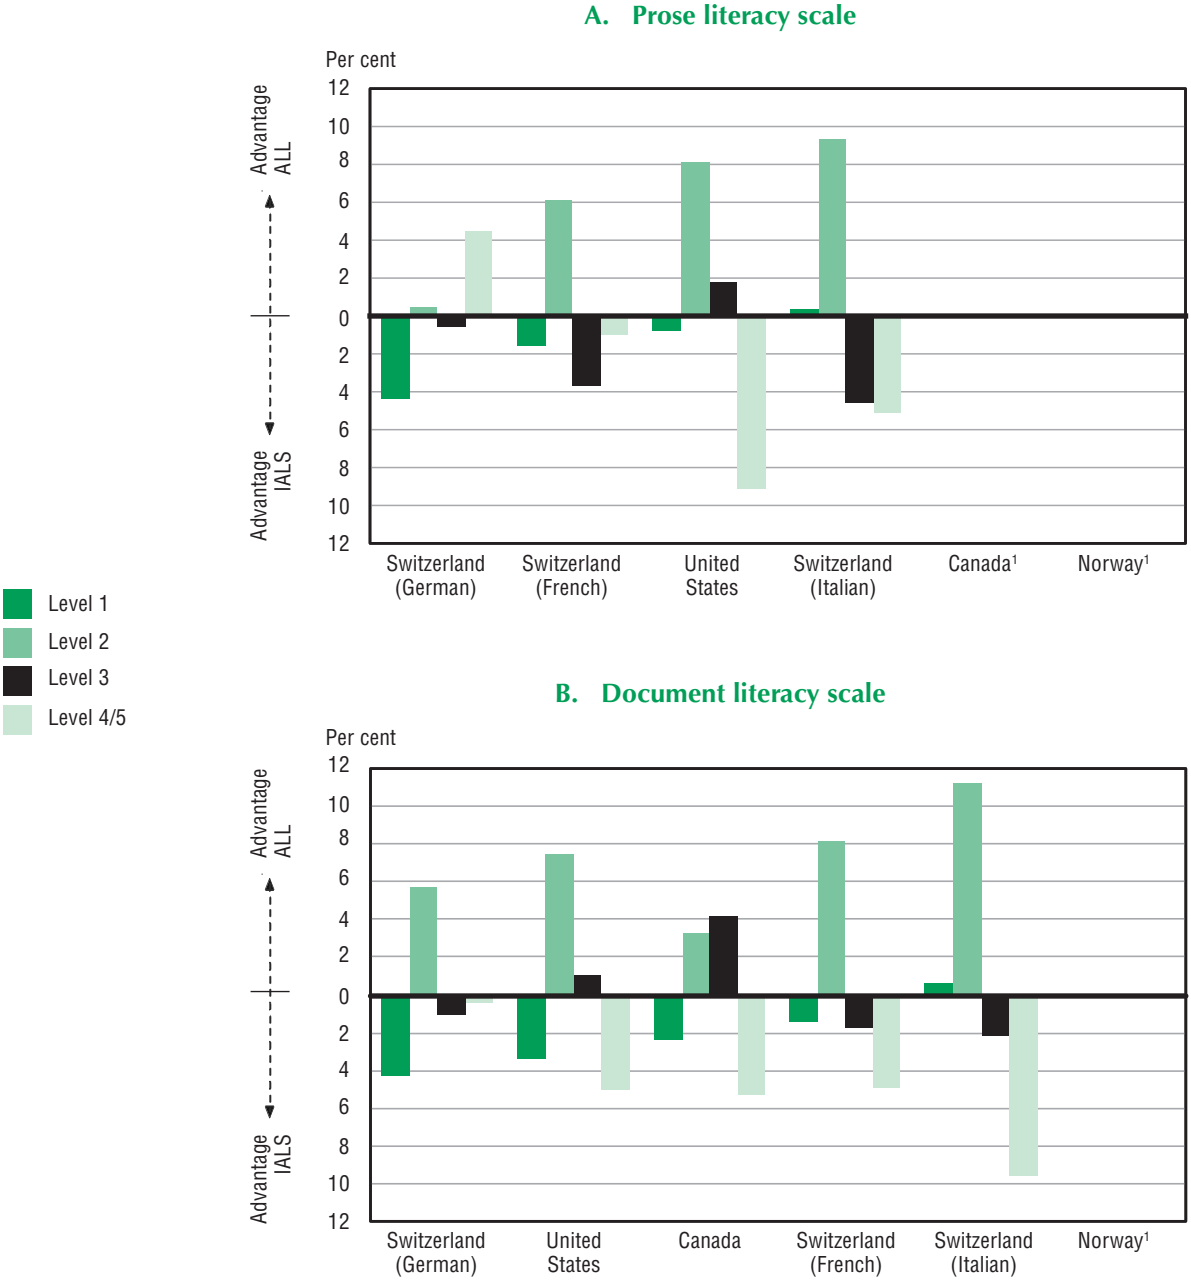 A. Prose literacy scale
Per cent
12
10
8
6
4
2
0
2
4
6
8
10
12
Advantage
ALL
Advantage
IALS
Switzerland
(German)
Switzerland
(French)
United
States
Switzerland
(Italian)
Canada¹
Norway¹
Level 1
Level 2
Level 3
Level 4/5
B. Document literacy scale
Per cent
12
10
8
6
4
2
0
2
4
6
8
10
12
Advantage
ALL
Advantage
IALS
Switzerland
(German)
United
States
Canada
Switzerland
(French)
Switzerland
(Italian)
Norway¹